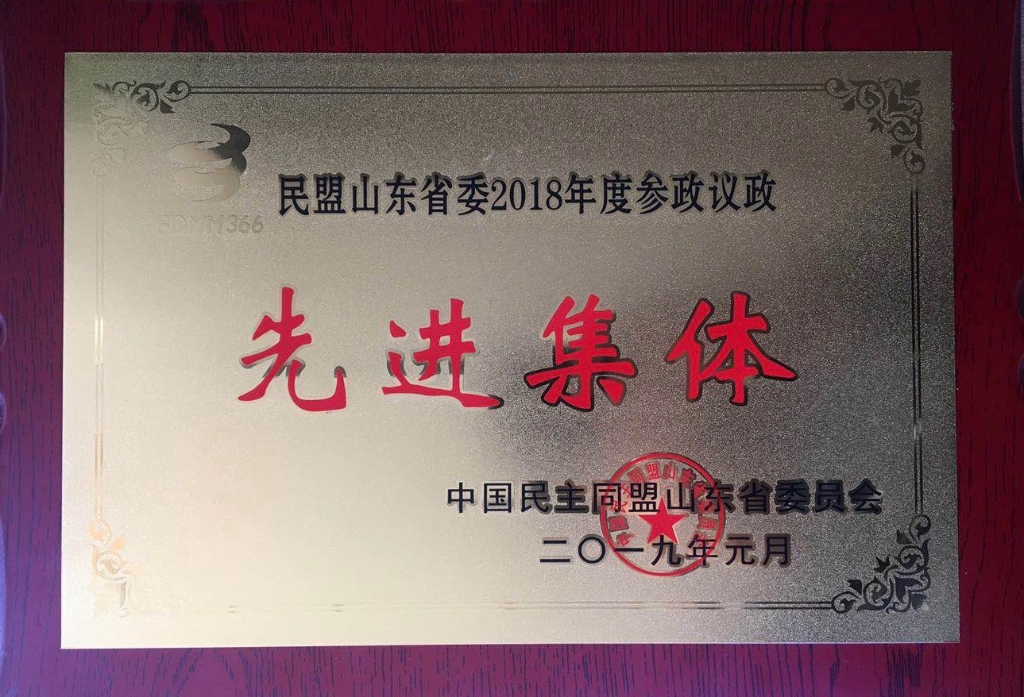 民盟山东省委2018年度参政议政
先进集体
中国民主同盟山东省委员会
二〇一九年元月